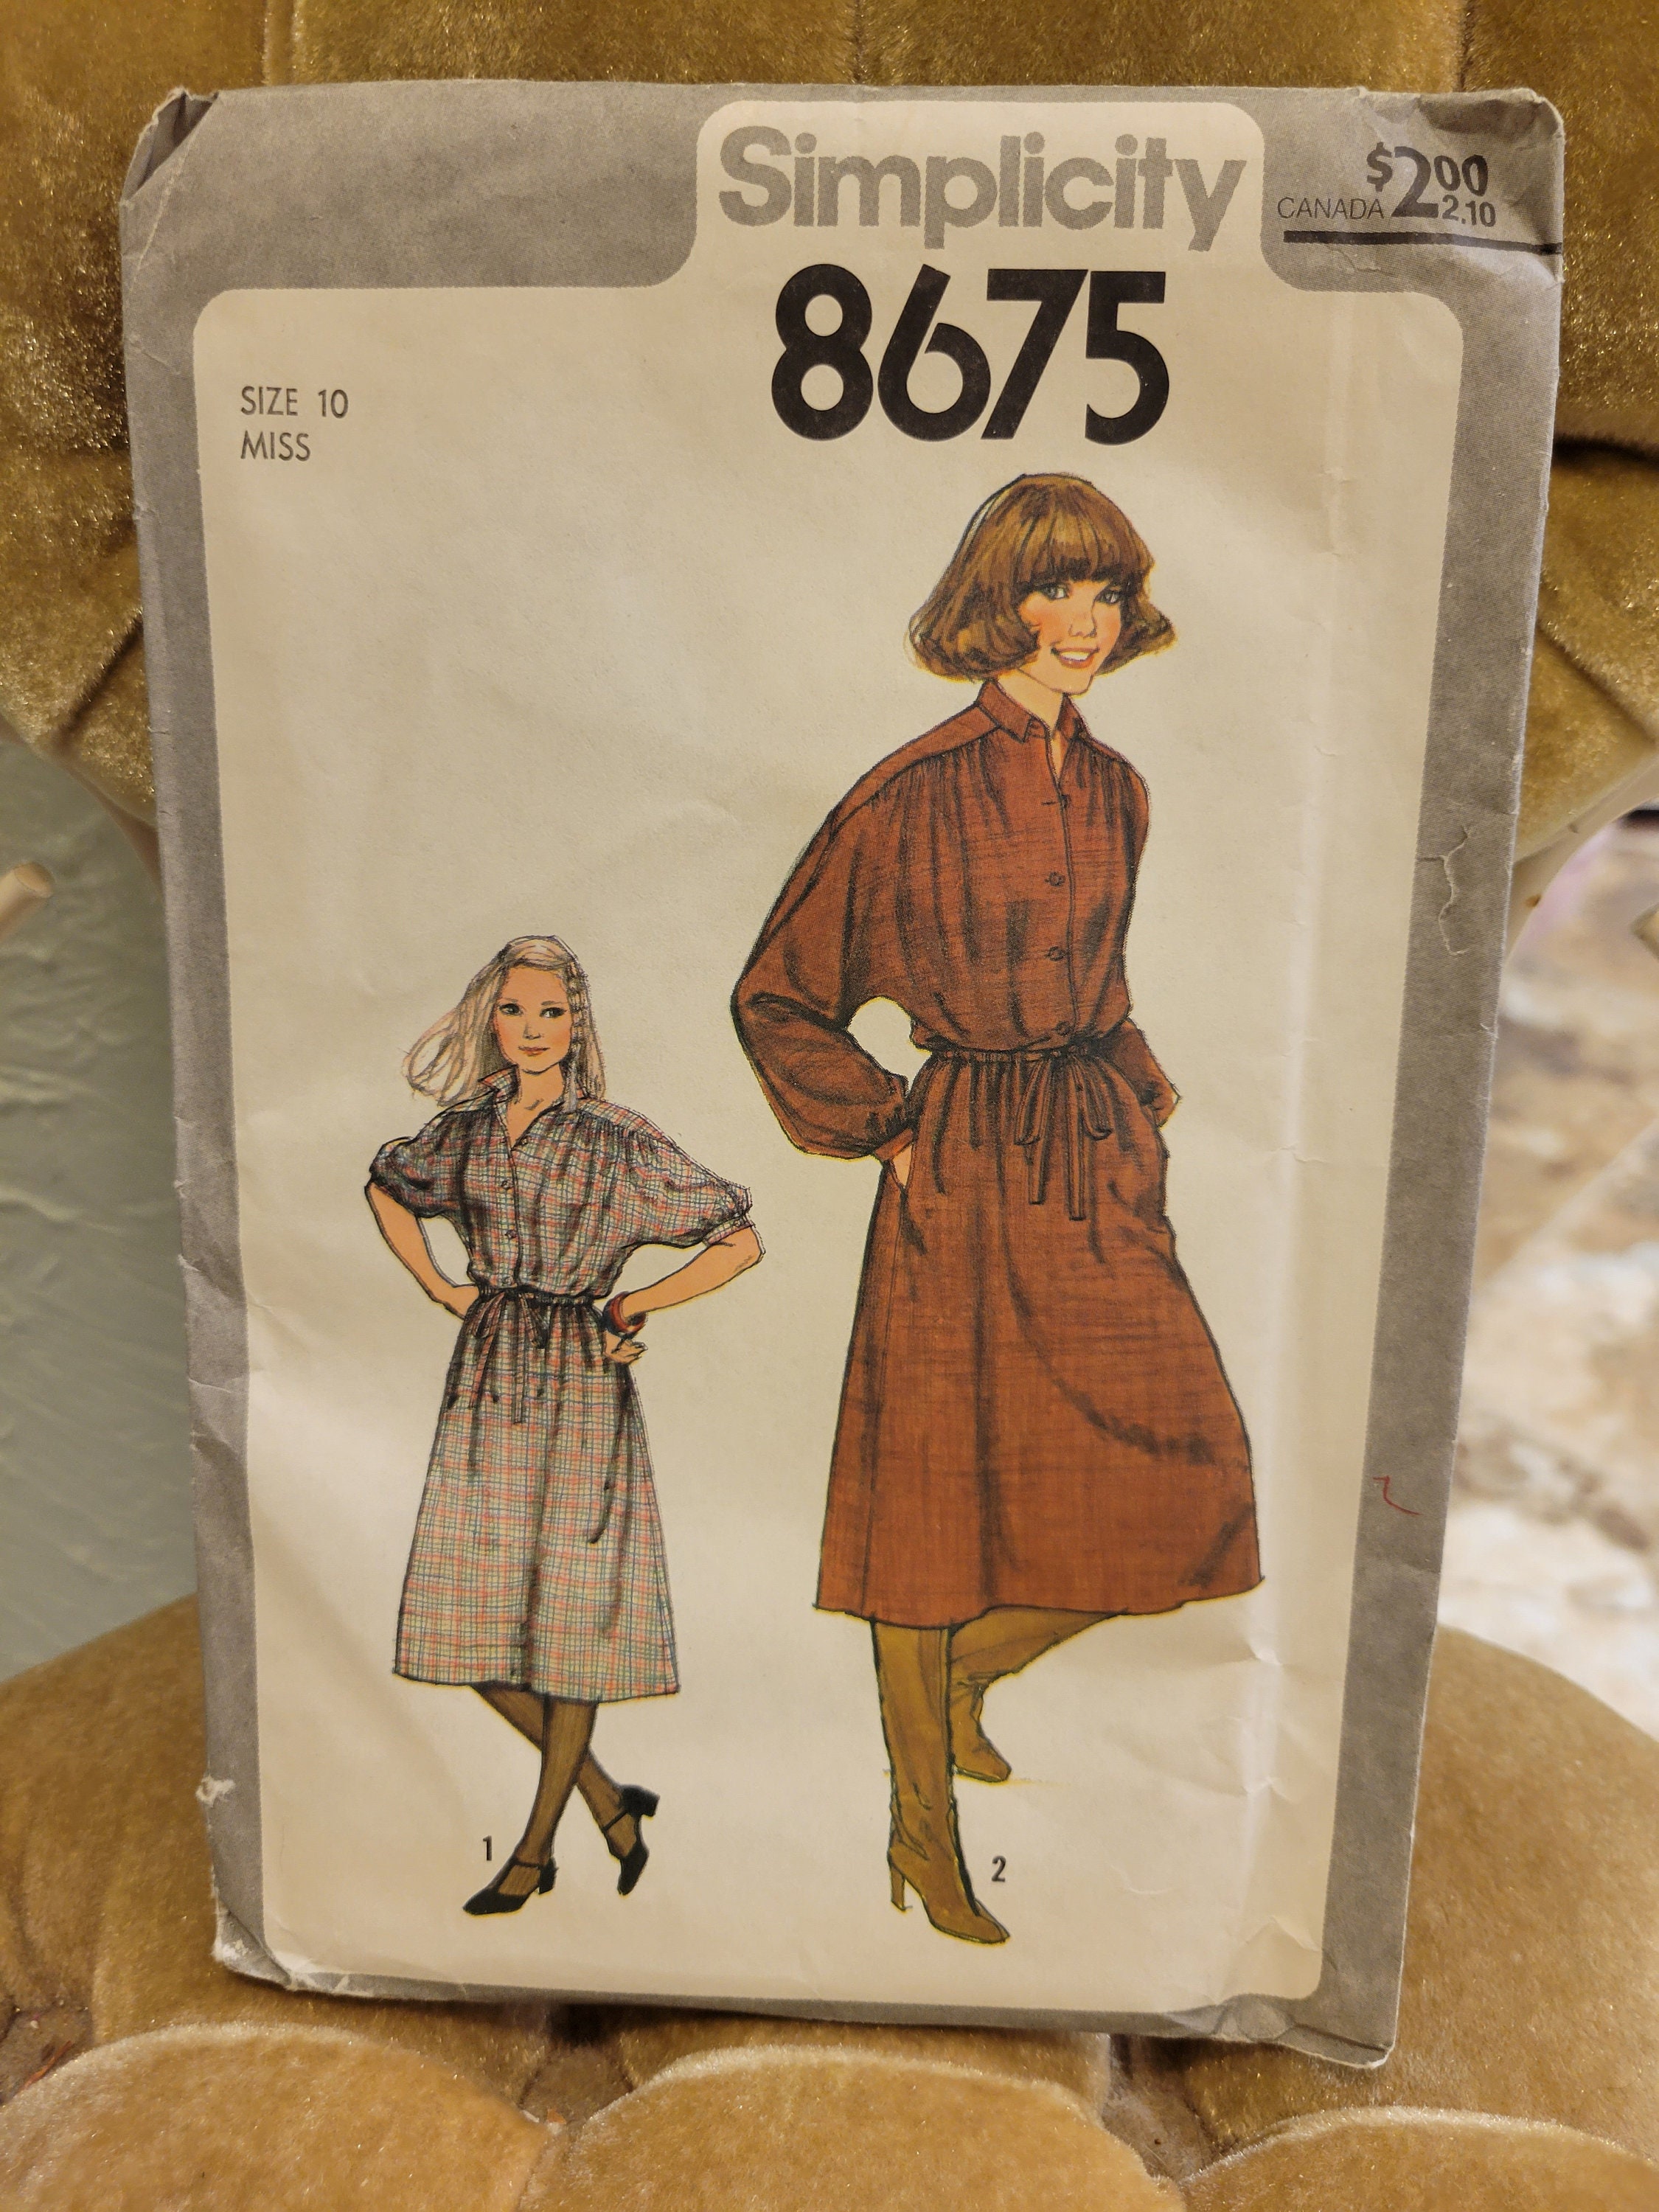 Simplicity
$2.00
CANADA 2.10
8675
SIZE 10
MISS
1
2